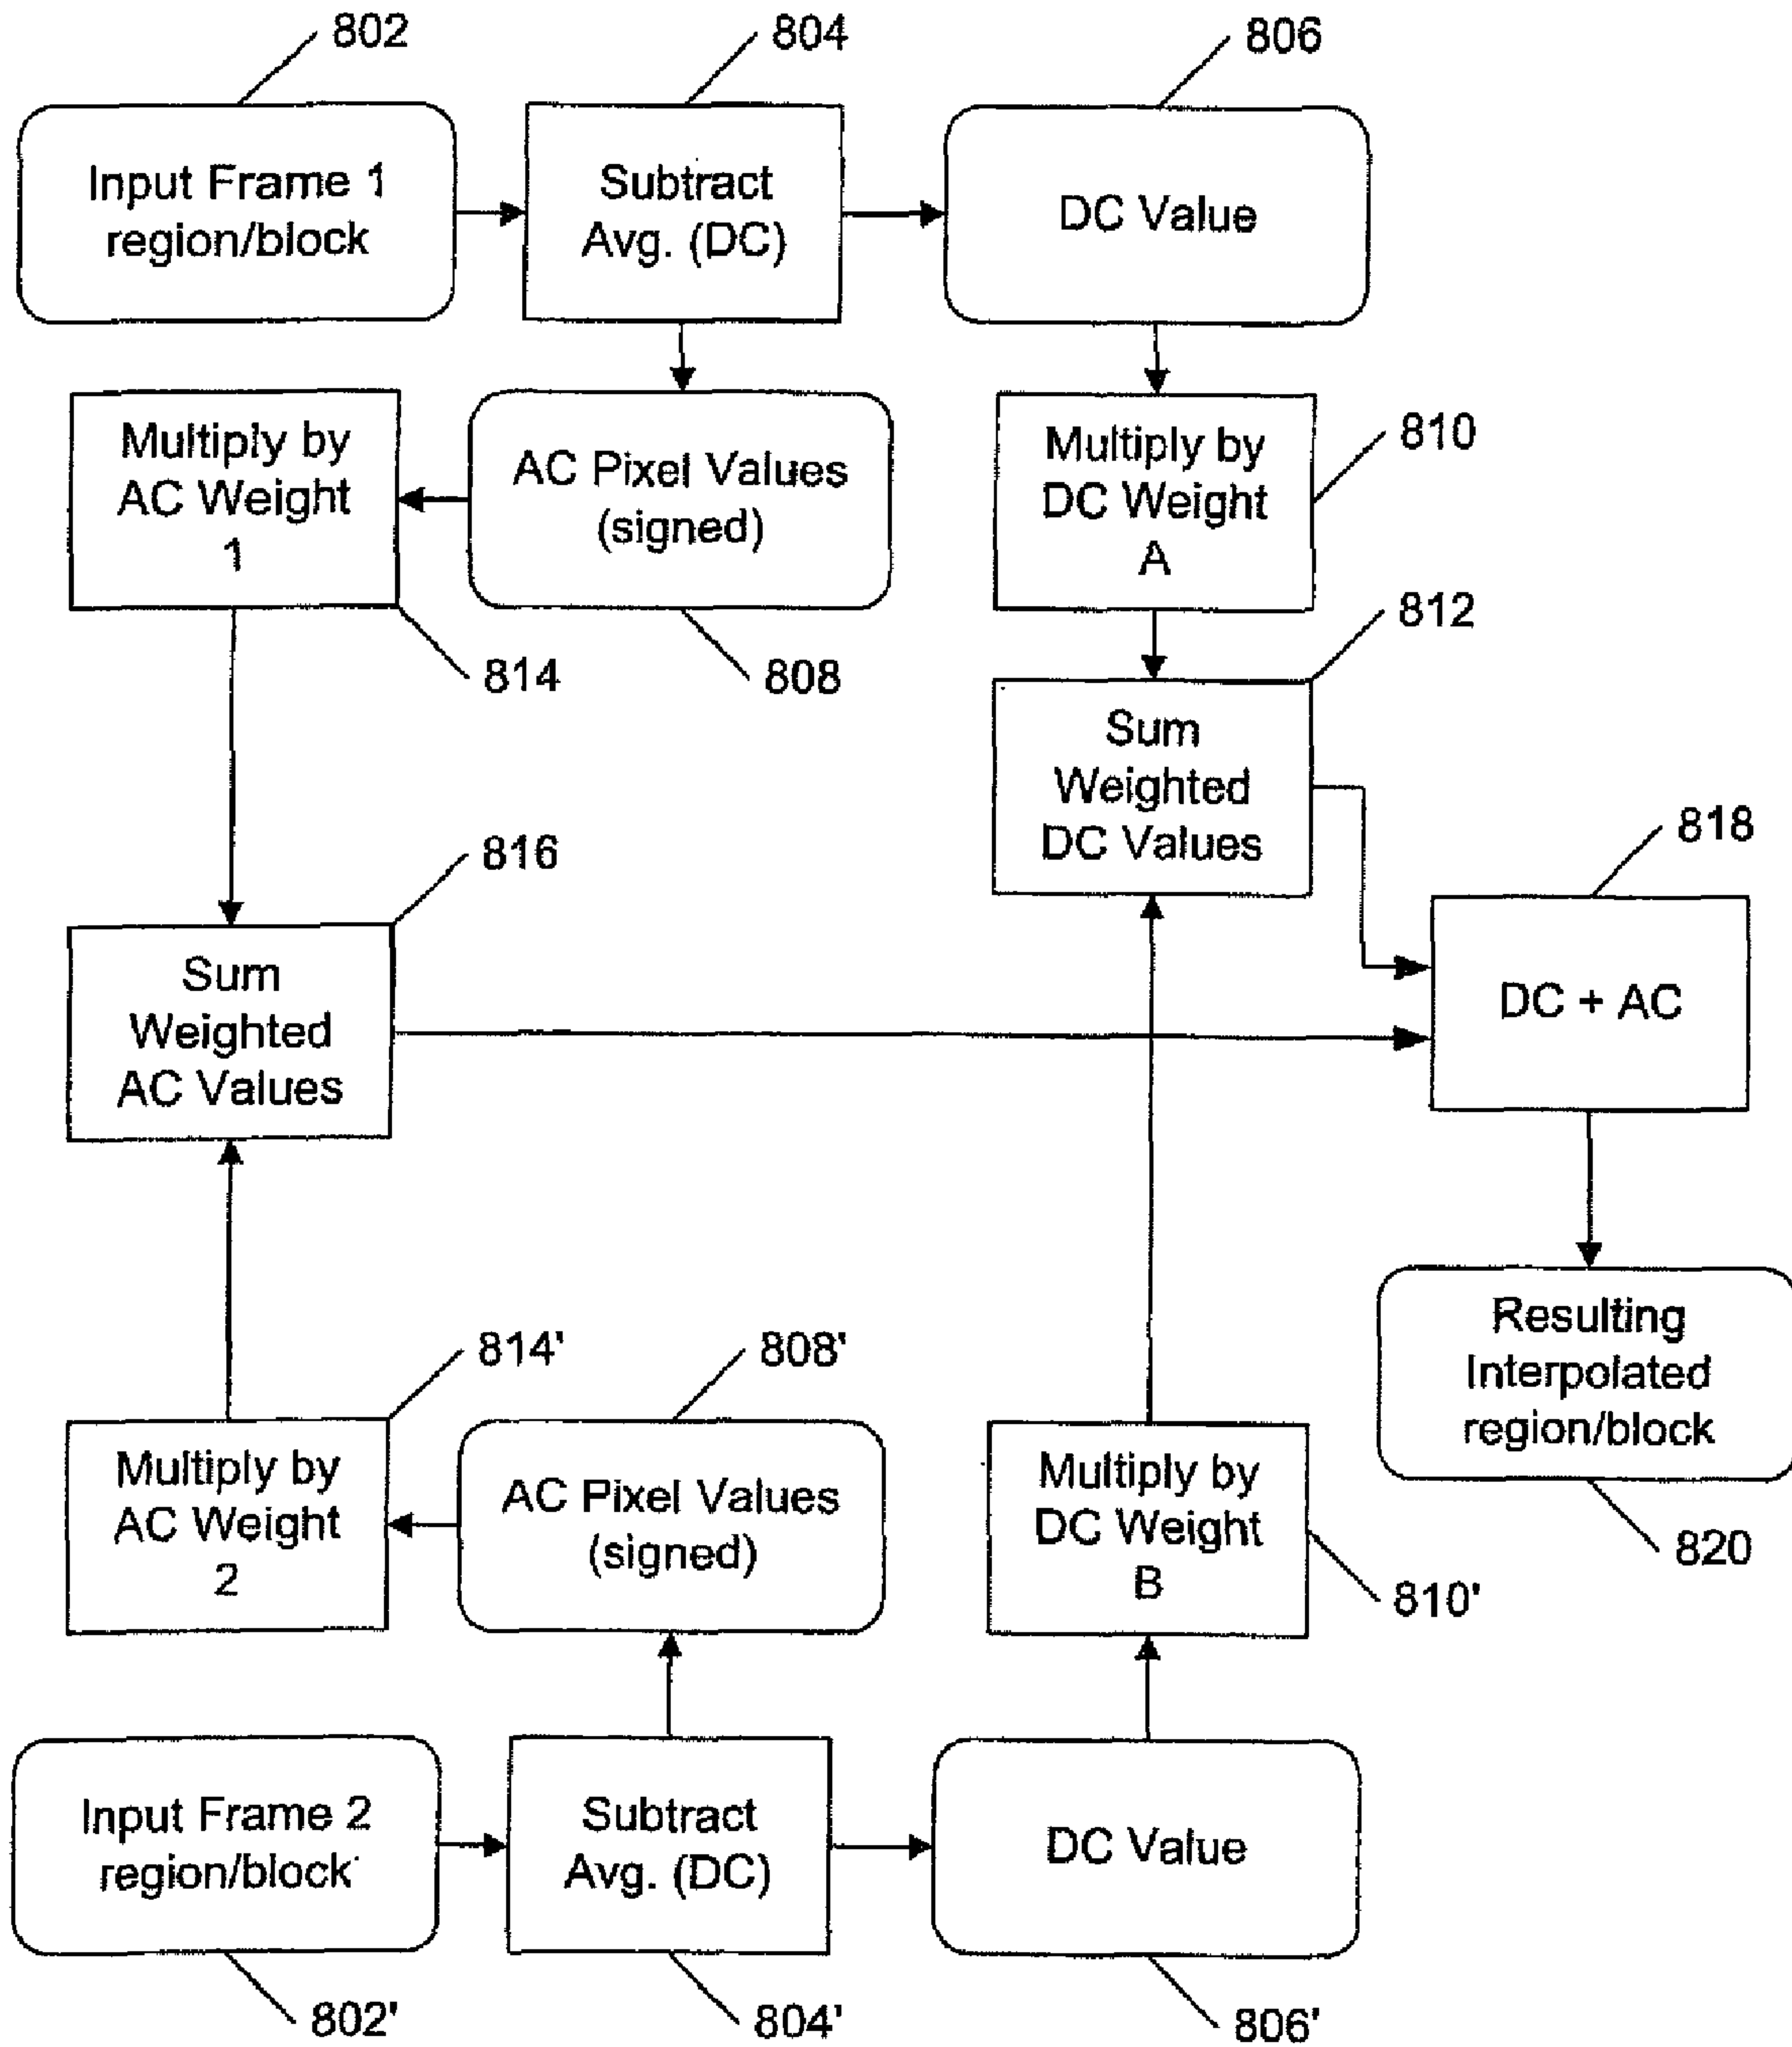 802
804
806
Input Frame 1
region/block
Subtract
Avg. (DC)
DC Value
Multiply by
AC Weight
1
AC Pixel Values
(signed)
Multiply by
DC Weight
A
810
814
808
812
Sum
Weighted
DC Values
816
818
Sum
Weighted
AC Values
DC + AC
814'
808'
Resulting
Interpolated
region/block
Multiply by
AC Weight
2
AC Pixel Values
(signed)
Multiply by
DC Weight
B
820
810'
Input Frame 2
region/block
Subtract
Avg. (DC)
DC Value
802'
804'
806'